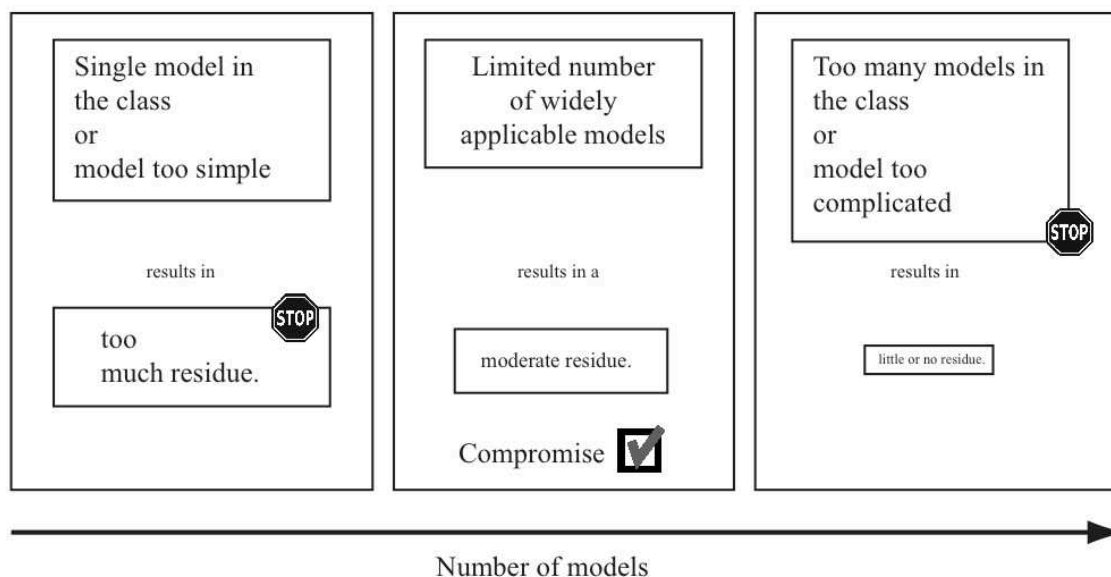 Single model in
the class
or
model too simple
results in
STOP
too
much residue.
Limited number
of widely
applicable models
results in a
moderate residue.
Compromise
Too many models in
the class
or
model too
complicated
STOP
results in
little or no residue.
Number of models